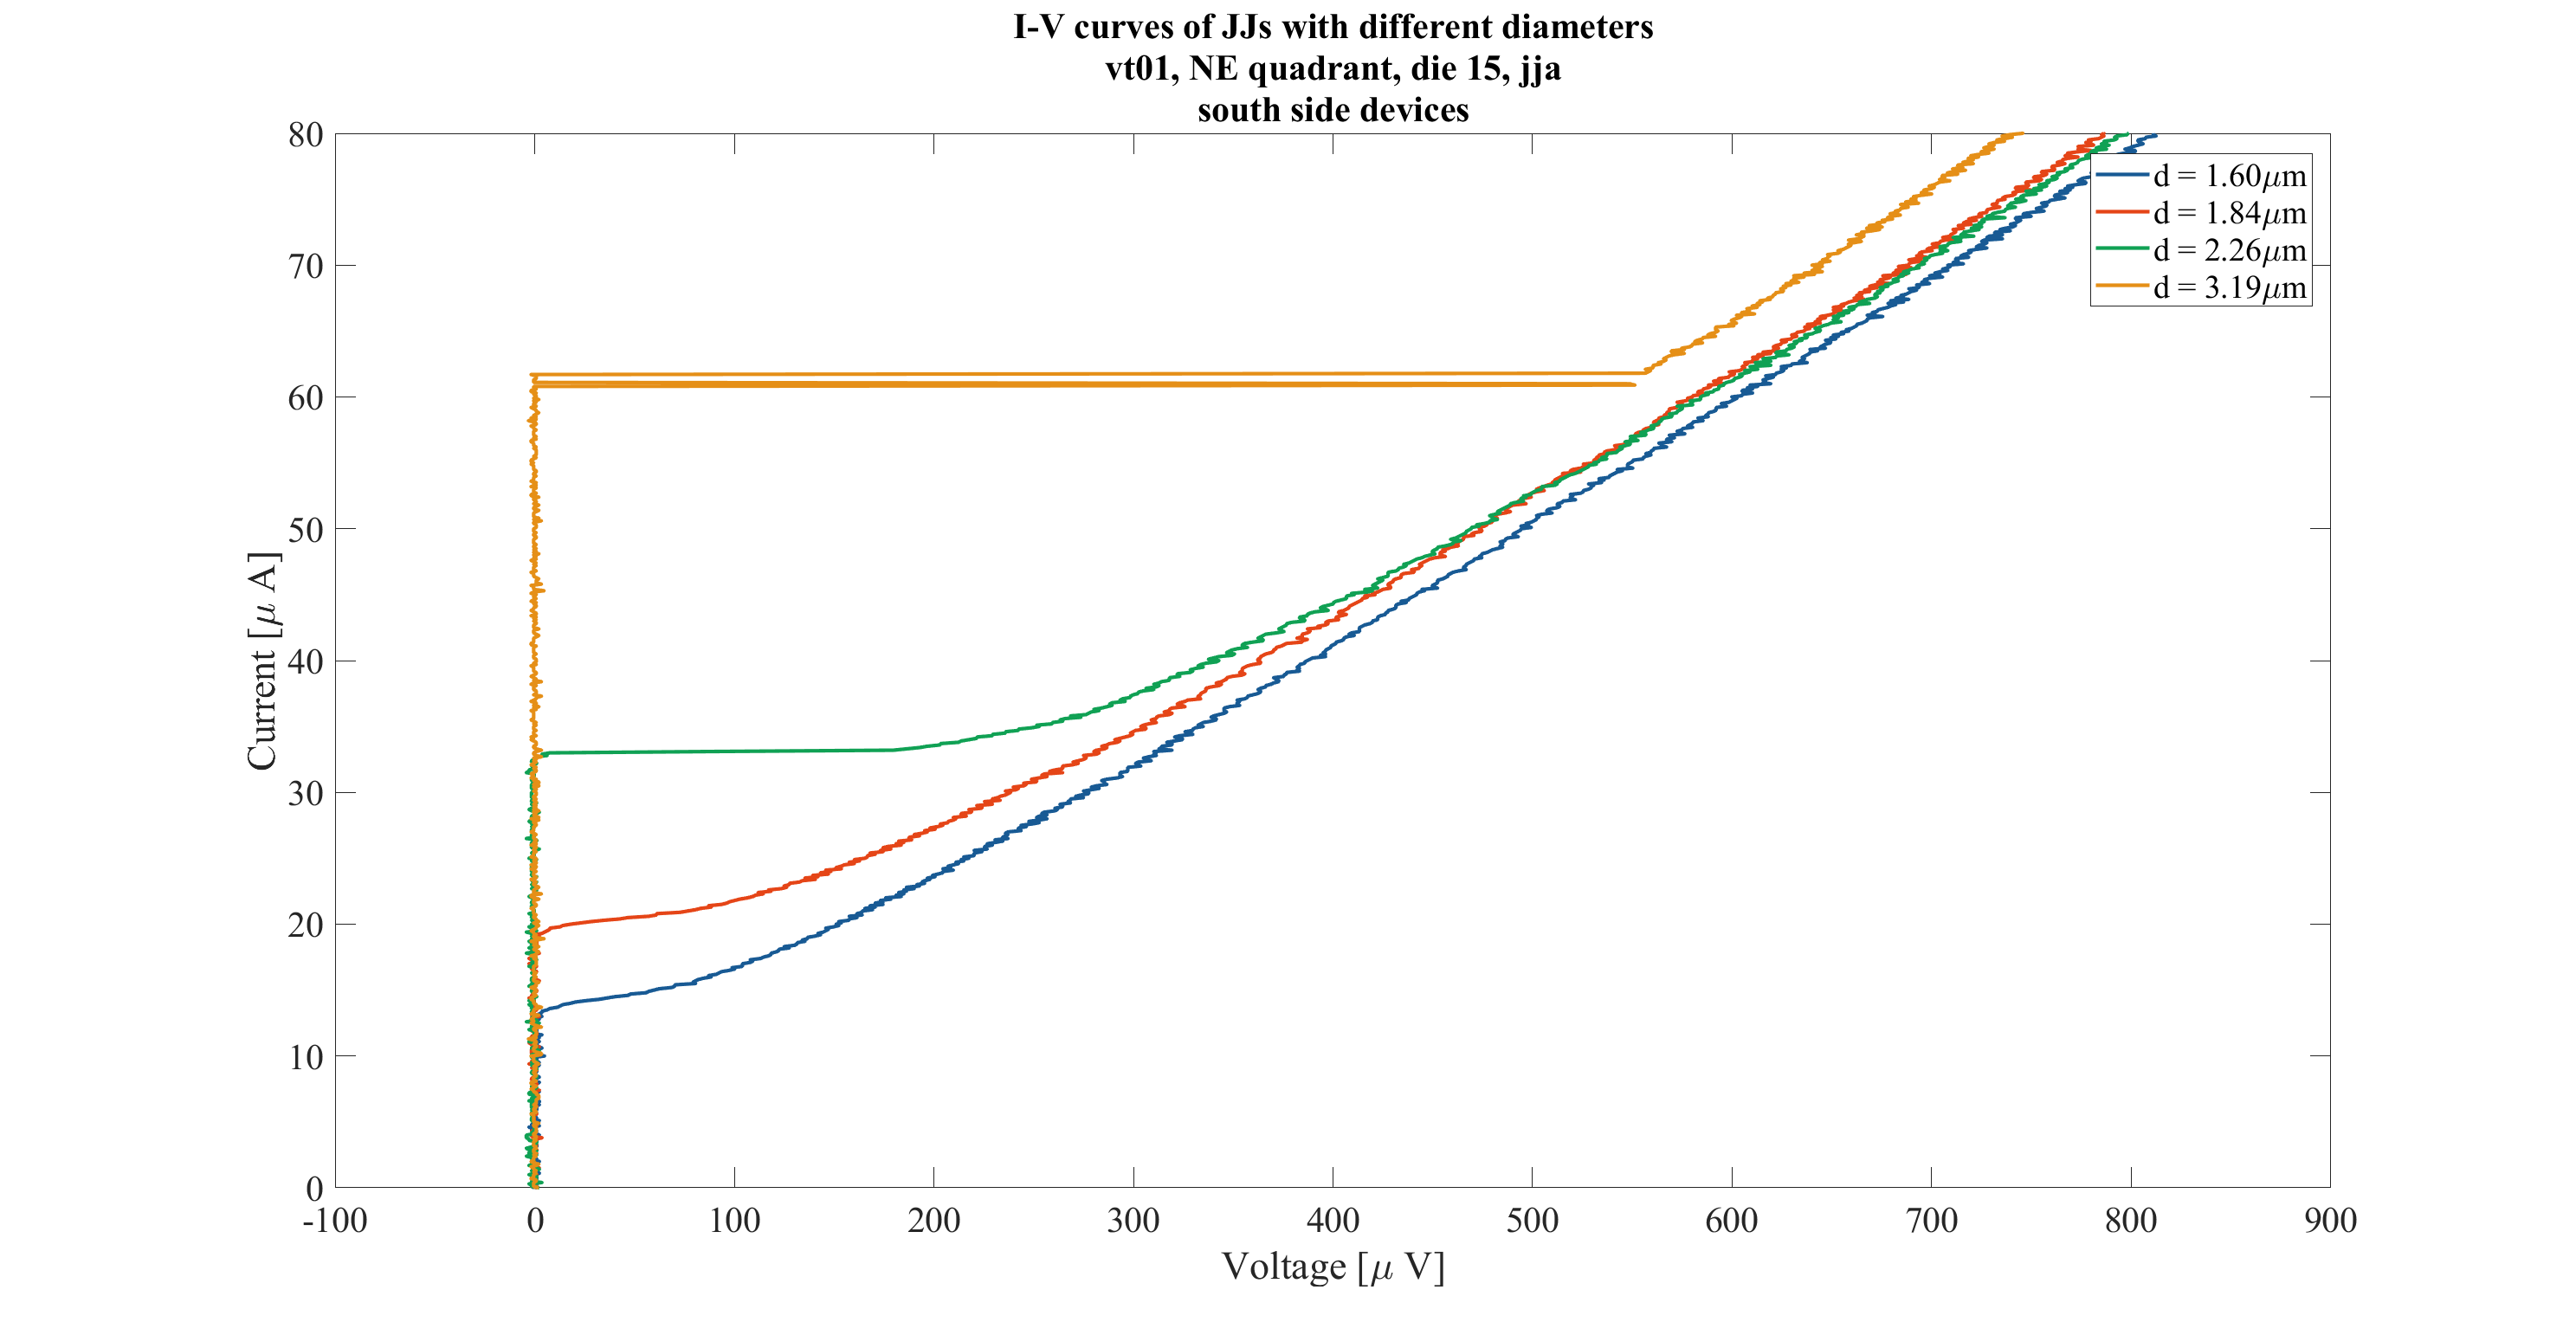 I-V curves of JJs with different diameters
vt01, NE quadrant, die 15, jja
south side devices
80
70
60
50
40
30
20
10
0
Current [μ A]
d = 1.60μm
d = 1.84μm
d = 2.26μm
d = 3.19μm
-100 0 100 200 300 400 500 600 700 800 900
Voltage [μ V]